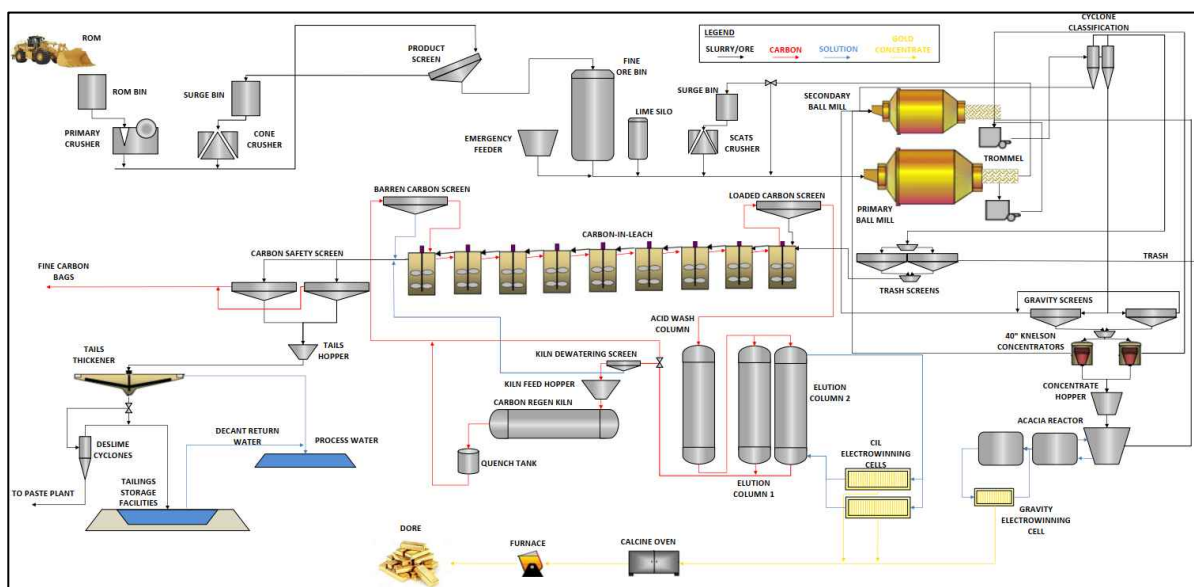 ROM
ROM BIN
PRIMARY
CRUSHER
SURGE BIN
CONE
CRUSHER
PRODUCT
SCREEN
FINE
ORE BIN
EMERGENCY
FEEDER
LIME SILO
SURGE BIN
SCATS
CRUSHER
LEGEND
SLURRY/ORE
CARBON
SOLUTION
GOLD
CONCENTRATE
CYCLONE
CLASSIFICATION
SECONDARY
BALL MILL
TROMMEL
PRIMARY
BALL MILL
BARREN CARBON SCREEN
LOADED CARBON SCREEN
CARBON-IN-LEACH
CARBON SAFETY SCREEN
FINE CARBON
BAGS
TRASH
TRASH SCREENS
GRAVITY SCREENS
40" KNELSON
CONCENTRATORS
CONCENTRATE
HOPPER
ACACIA REACTOR
GRAVITY
ELECTROWINNING
CELL
TAILS
HOPPER
TAILS
THICKENER
ACID WASH
COLUMN
KILN DEWATERING SCREEN
KILN FEED HOPPER
CARBON REGEN KILN
QUENCH TANK
ELUTION
COLUMN 2
ELUTION
COLUMN 1
CIL
ELECTROWINNING
CELLS
DECANT RETURN
WATER
PROCESS WATER
DESLIME
CYCLONES
TO PASTE PLANT
TAILINGS
STORAGE
FACILITIES
DORE
FURNACE
CALCINE OVEN